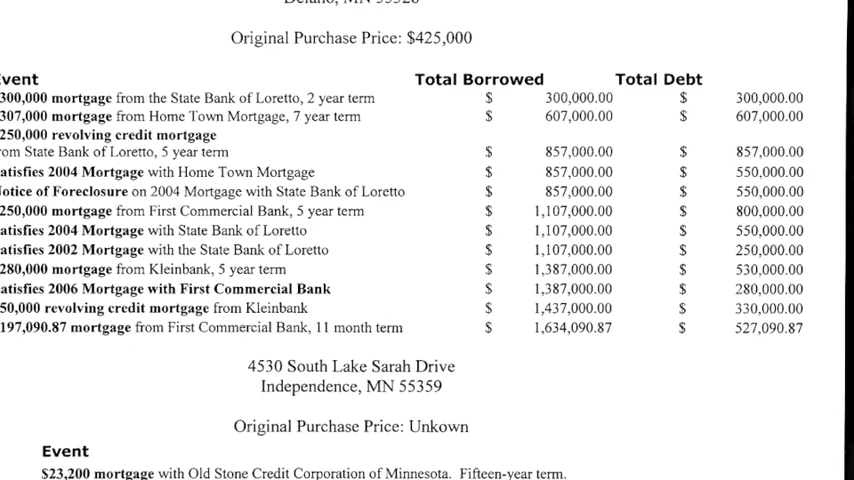 Original Purchase Price: $425,000
Event Total Borrowed Total Debt
300,000 mortgage from the State Bank of Loretto, 2 year term $ 300,000.00 $ 300,000.00
307,000 mortgage from Home Town Mortgage, 7 year term $ 607,000.00 $ 607,000.00
250,000 revolving credit mortgage
rom State Bank of Loretto, 5 year term $ 857,000.00 $ 857,000.00
atisfies 2004 Mortgage with Home Town Mortgage $ 857,000.00 $ 550,000.00
Notice of Foreclosure on 2004 Mortgage with State Bank of Loretto $ 857,000.00 $ 550,000.00
250,000 mortgage from First Commercial Bank, 5 year term $ 1,107,000.00 $ 800,000.00
atisfies 2004 Mortgage with State Bank of Loretto $ 1,107,000.00 $ 550,000.00
atisfies 2002 Mortgage with the State Bank of Loretto $ 1,107,000.00 $ 250,000.00
280,000 mortgage from Kleinbank, 5 year term $ 1,387,000.00 $ 530,000.00
atisfies 2006 Mortgage with First Commercial Bank $ 1,387,000.00 $ 280,000.00
50,000 revolving credit mortgage from Kleinbank $ 1,437,000.00 $ 330,000.00
197,090.87 mortgage from First Commercial Bank, 11 month term $ 1,634,090.87 $ 527,090.87
4530 South Lake Sarah Drive
Independence, MN 55359
Original Purchase Price: Unkown
Event
$23,200 mortgage with Old Stone Credit Corporation of Minnesota. Fifteen-year term.